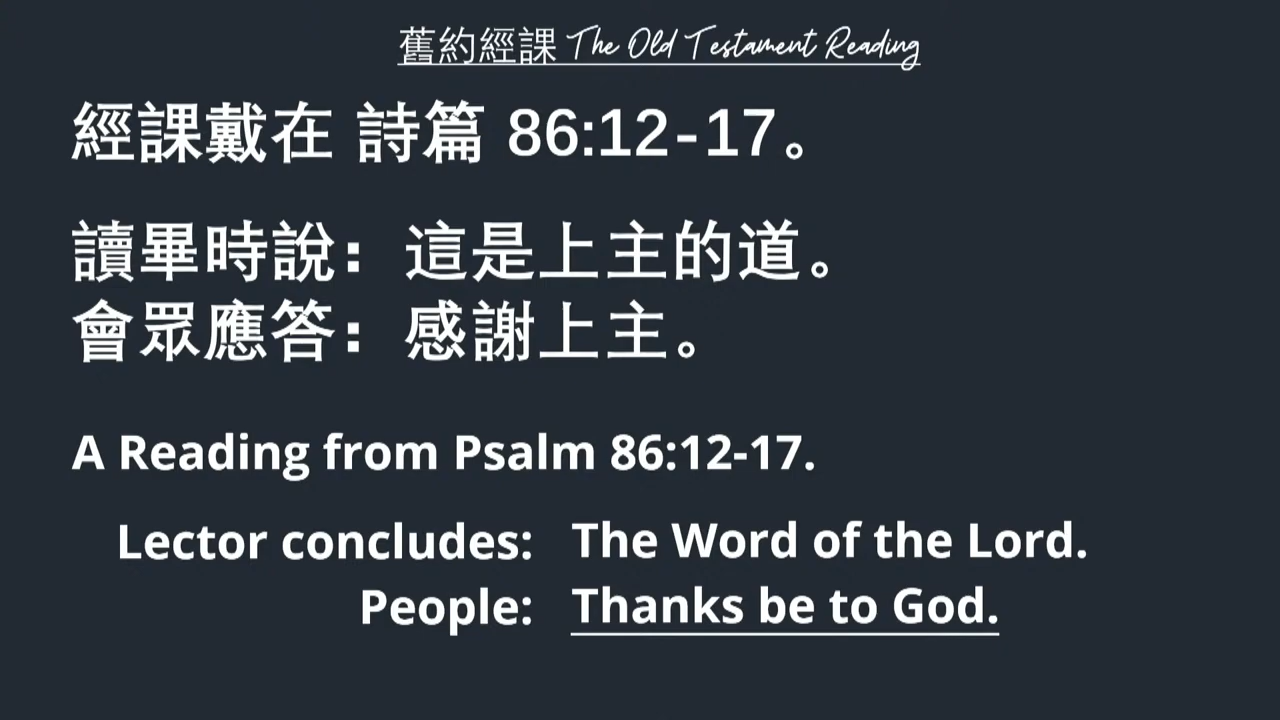 舊約經課 The Old Testament Reading
經課戴在 詩篇 86:12-17。
讀畢時說：這是上主的道。
會眾應答：感謝上主。
A Reading from Psalm 86:12-17.
Lector concludes: The Word of the Lord.
People: Thanks be to God.